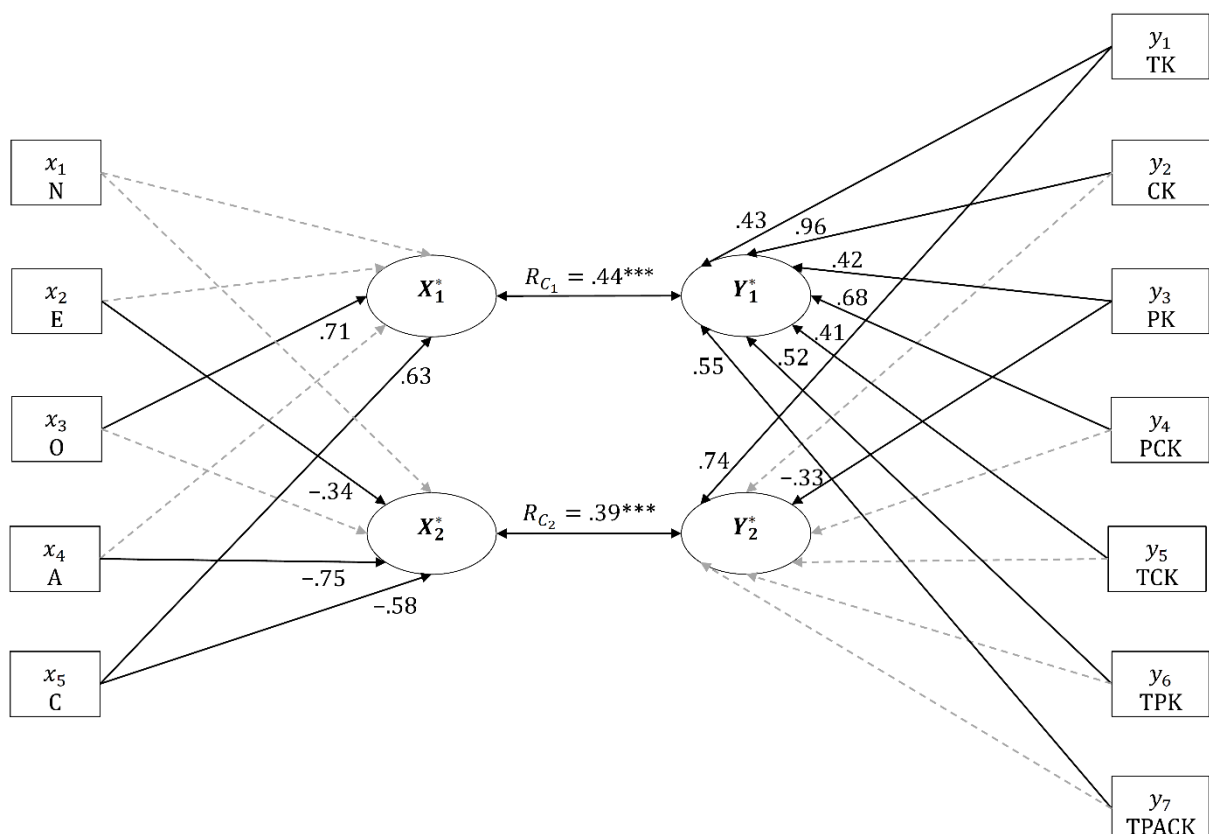 x₁
N
x₂
E
x₃
O
x₄
A
x₅
C
.71
.63
−.34
−.75
−.58
X₁*
X₂*
R_C₁ = .44***
R_C₂ = .39***
Y₁*
Y₂*
.43
.96
.42
.68
.41
.52
.55
.74
−.33
y₁
TK
y₂
CK
y₃
PK
y₄
PCK
y₅
TCK
y₆
TPK
y₇
TPACK